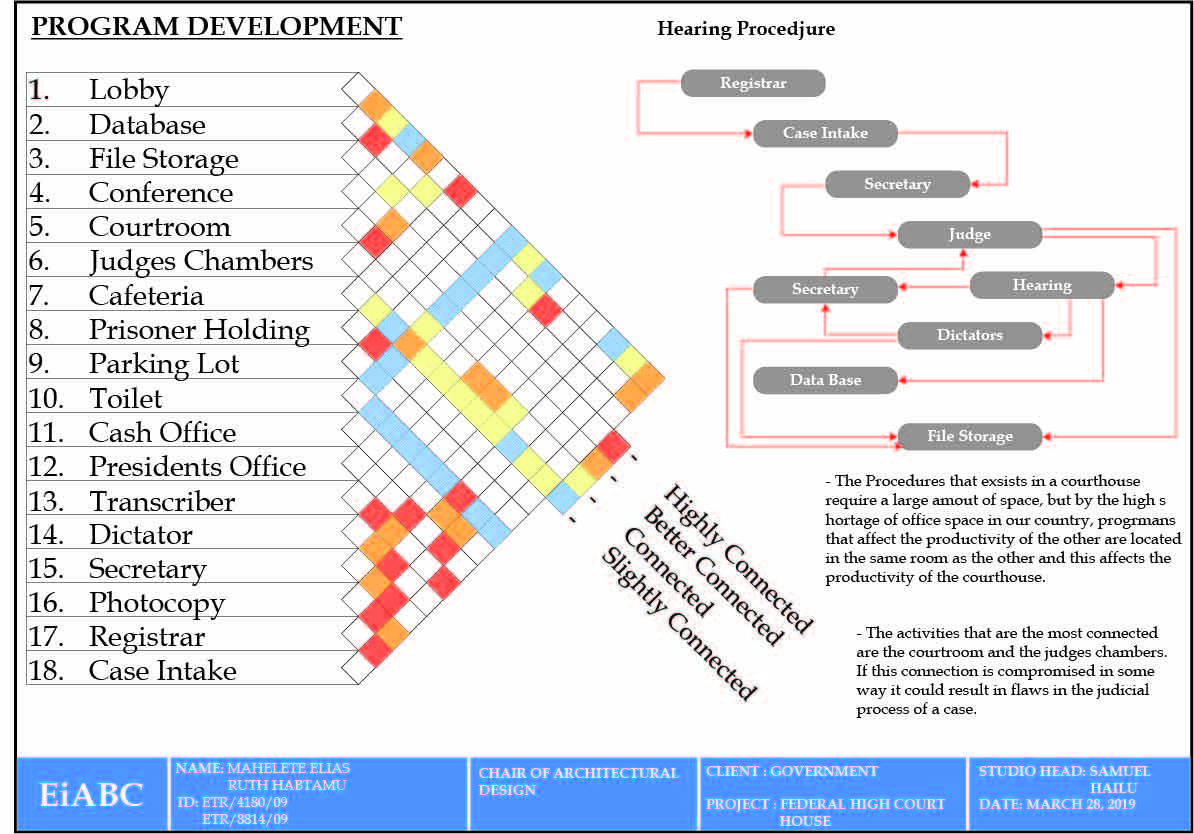 PROGRAM DEVELOPMENT
1. Lobby
2. Database
3. File Storage
4. Conference
5. Courtroom
6. Judges Chambers
7. Cafeteria
8. Prisoner Holding
9. Parking Lot
10. Toilet
11. Cash Office
12. Presidents Office
13. Transcriber
14. Dictator
15. Secretary
16. Photocopy
17. Registrar
18. Case Intake
- Highly Connected
- Better Connected
- Connected
- Slightly Connected
Hearing Procedjure
Registrar
Case Intake
Secretary
Judge
Hearing
Secretary
Dictators
Data Base
File Storage
- The Procedures that exsists in a courthouse
require a large amout of space, but by the high s
hortage of office space in our country, progrmans
that affect the productivity of the other are located
in the same room as the other and this affects the
productivity of the courthouse.
- The activities that are the most connected
are the courtroom and the judges chambers.
If this connection is compromised in some
way it could result in flaws in the judicial
process of a case.
EiABC
NAME: MAHELETE ELIAS
RUTH HABTAMU
ID: ETR/4180/09
ETR/8814/09
CHAIR OF ARCHITECTURAL
DESIGN
CLIENT : GOVERNMENT
PROJECT : FEDERAL HIGH COURT
HOUSE
STUDIO HEAD: SAMUEL
HAILU
DATE: MARCH 28, 2019